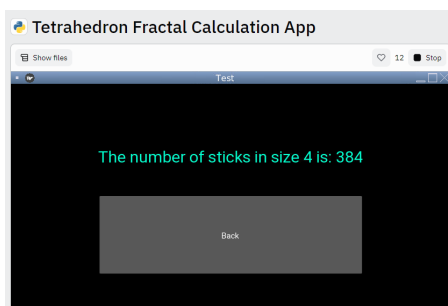 Tetrahedron Fractal Calculation App
Show files
12
Stop
Test
The number of sticks in size 4 is: 384
Back